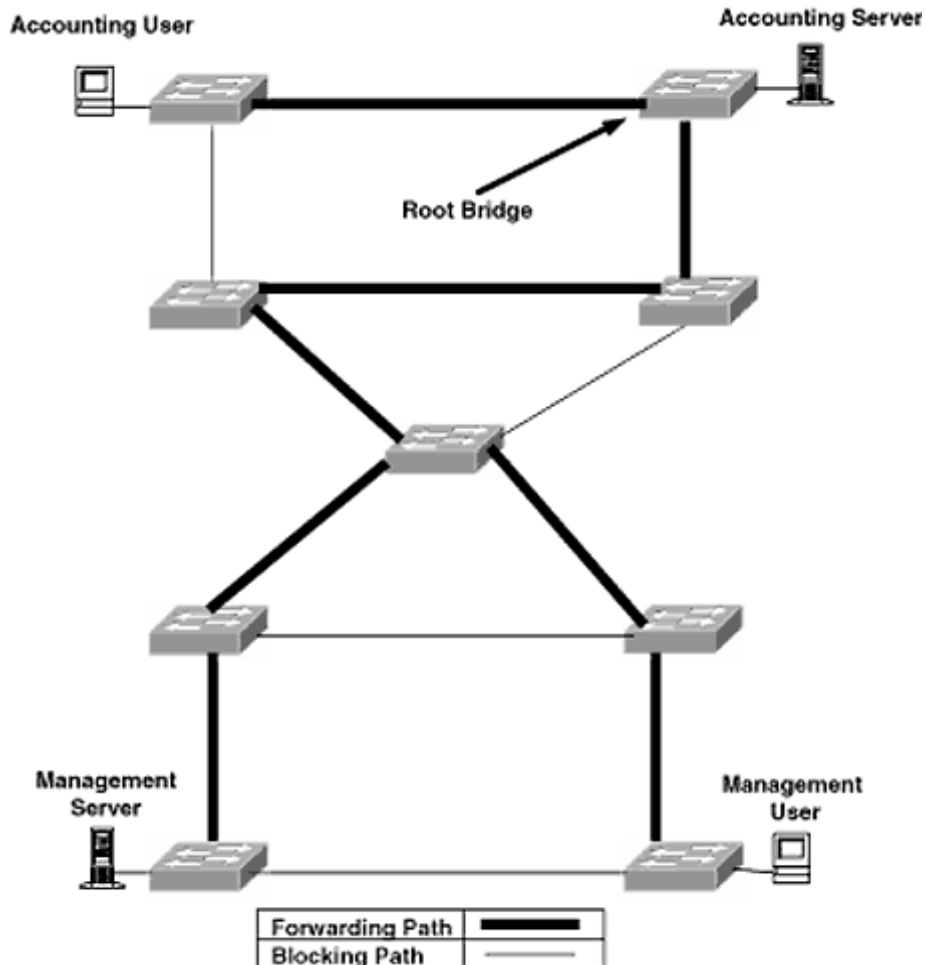 Accounting User
Accounting Server
Root Bridge
Management
Server
Management
User
Forwarding Path
Blocking Path